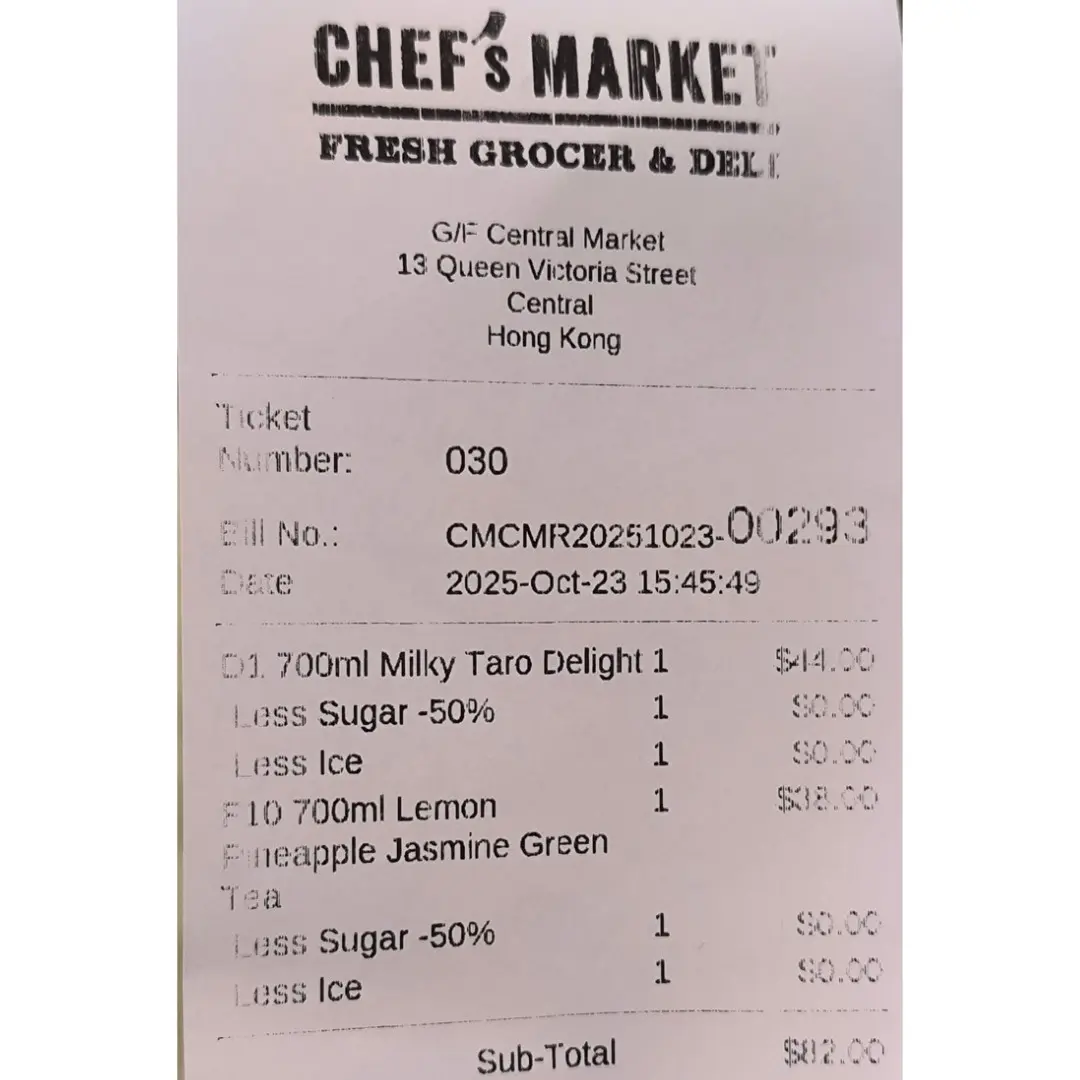 CHEF's MARKET
FRESH GROCER & DELI
G/F Central Market
13 Queen Victoria Street
Central
Hong Kong
Ticket
Number: 030
Bill No.: CMCMR20251023-00293
Date 2025-Oct-23 15:45:49
D1. 700ml Milky Taro Delight 1 $44.00
Less Sugar -50% 1 $0.00
Less Ice 1 $0.00
F10 700ml Lemon 1 $38.00
Pineapple Jasmine Green
Tea
Less Sugar -50% 1 $0.00
Less Ice 1 $0.00
Sub-Total $82.00